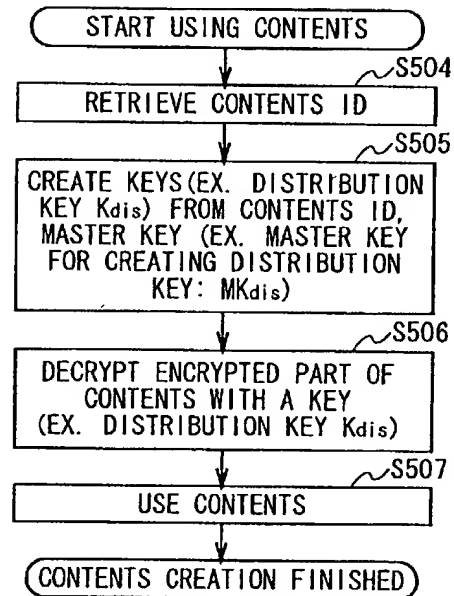 START USING CONTENTS
S504
RETRIEVE CONTENTS ID
S505
CREATE KEYS(EX. DISTRIBUTION
KEY Kdis) FROM CONTENTS ID,
MASTER KEY (EX. MASTER KEY
FOR CREATING DISTRIBUTION
KEY: MKdis)
S506
DECRYPT ENCRYPTED PART OF
CONTENTS WITH A KEY
(EX. DISTRIBUTION KEY Kdis)
S507
USE CONTENTS
CONTENTS CREATION FINISHED